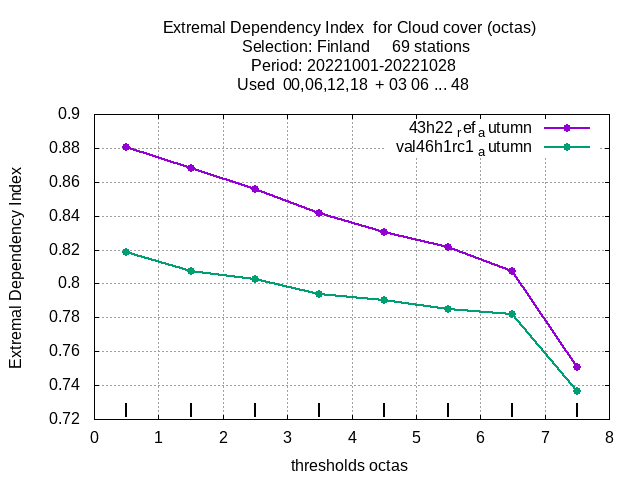 Extremal Dependency Index  for Cloud cover (octas)
Selection: Finland     69 stations
Period: 20221001-20221028
Used  00,06,12,18  + 03 06 ... 48
43h22 ref autumn
val46h1rc1 autumn
0.9
0.88
0.86
0.84
0.82
0.8
0.78
0.76
0.74
0.72
Extremal Dependency Index
0 1 2 3 4 5 6 7 8
thresholds octas